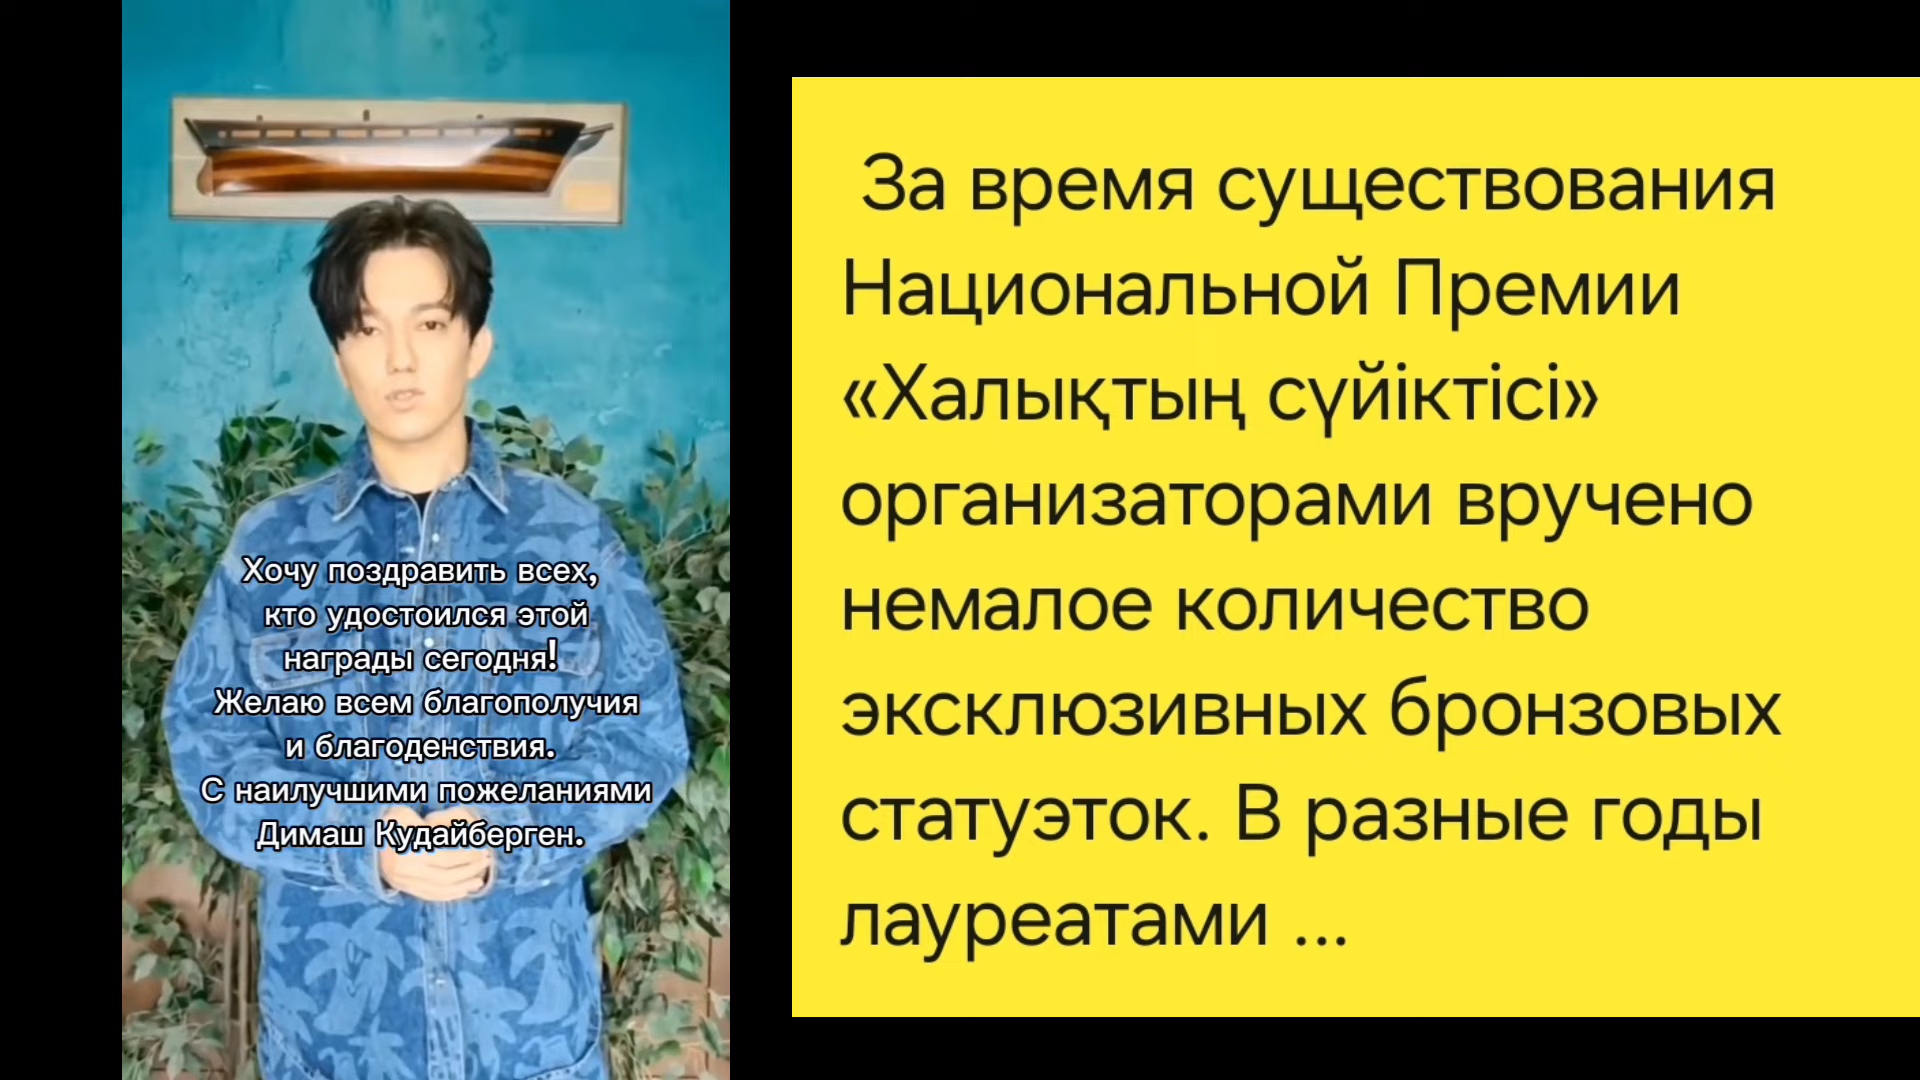 Хочу поздравить всех,
кто удостоился этой
награды сегодня!
Желаю всем благополучия
и благоденствия.
С наилучшими пожеланиями
Димаш Кудайберген.
За время существования
Национальной Премии
«Халықтың сүйіктісі»
организаторами вручено
немалое количество
эксклюзивных бронзовых
статуэток. В разные годы
лауреатами ...